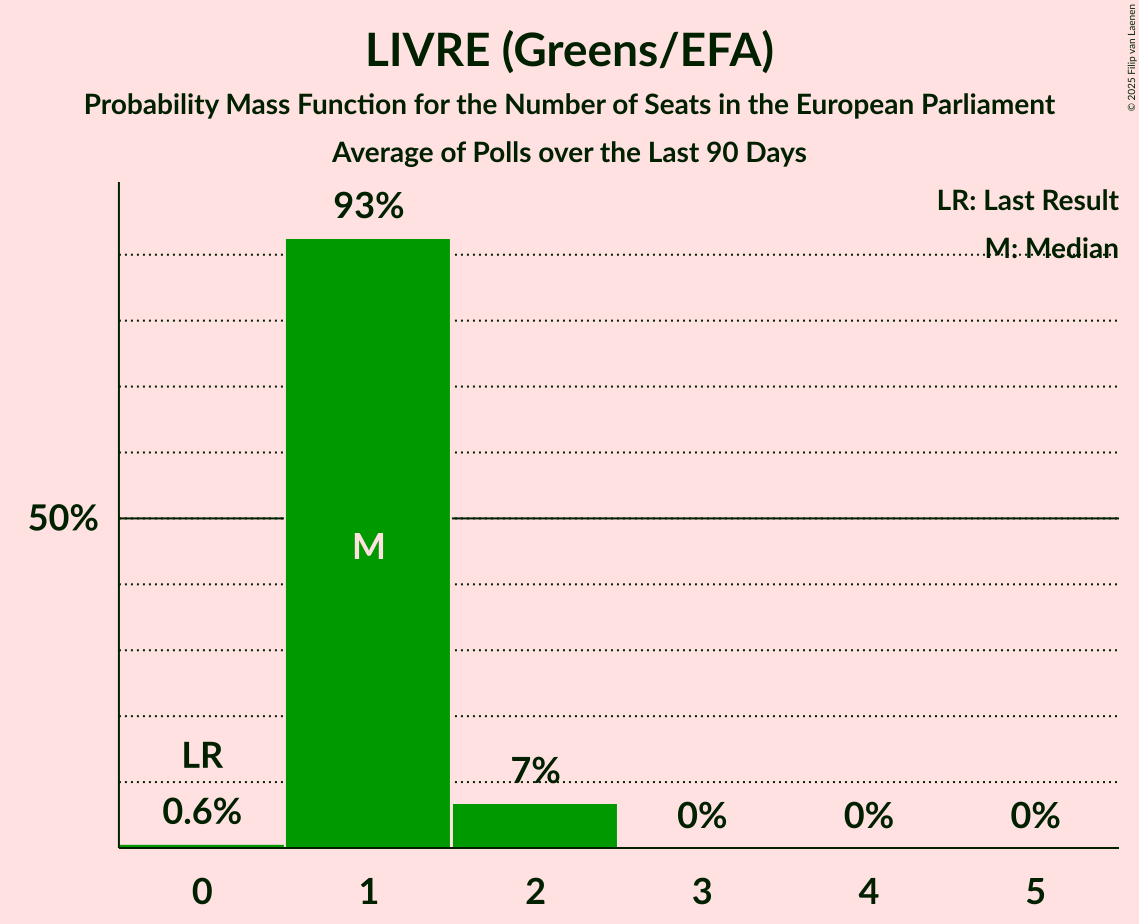 LIVRE (Greens/EFA)
Probability Mass Function for the Number of Seats in the European Parliament
Average of Polls over the Last 90 Days
© 2025 Filip van Laenen
LR: Last Result
M: Median
93%
50%
M
LR
0.6%
7%
0%
0%
0%
0
1
2
3
4
5